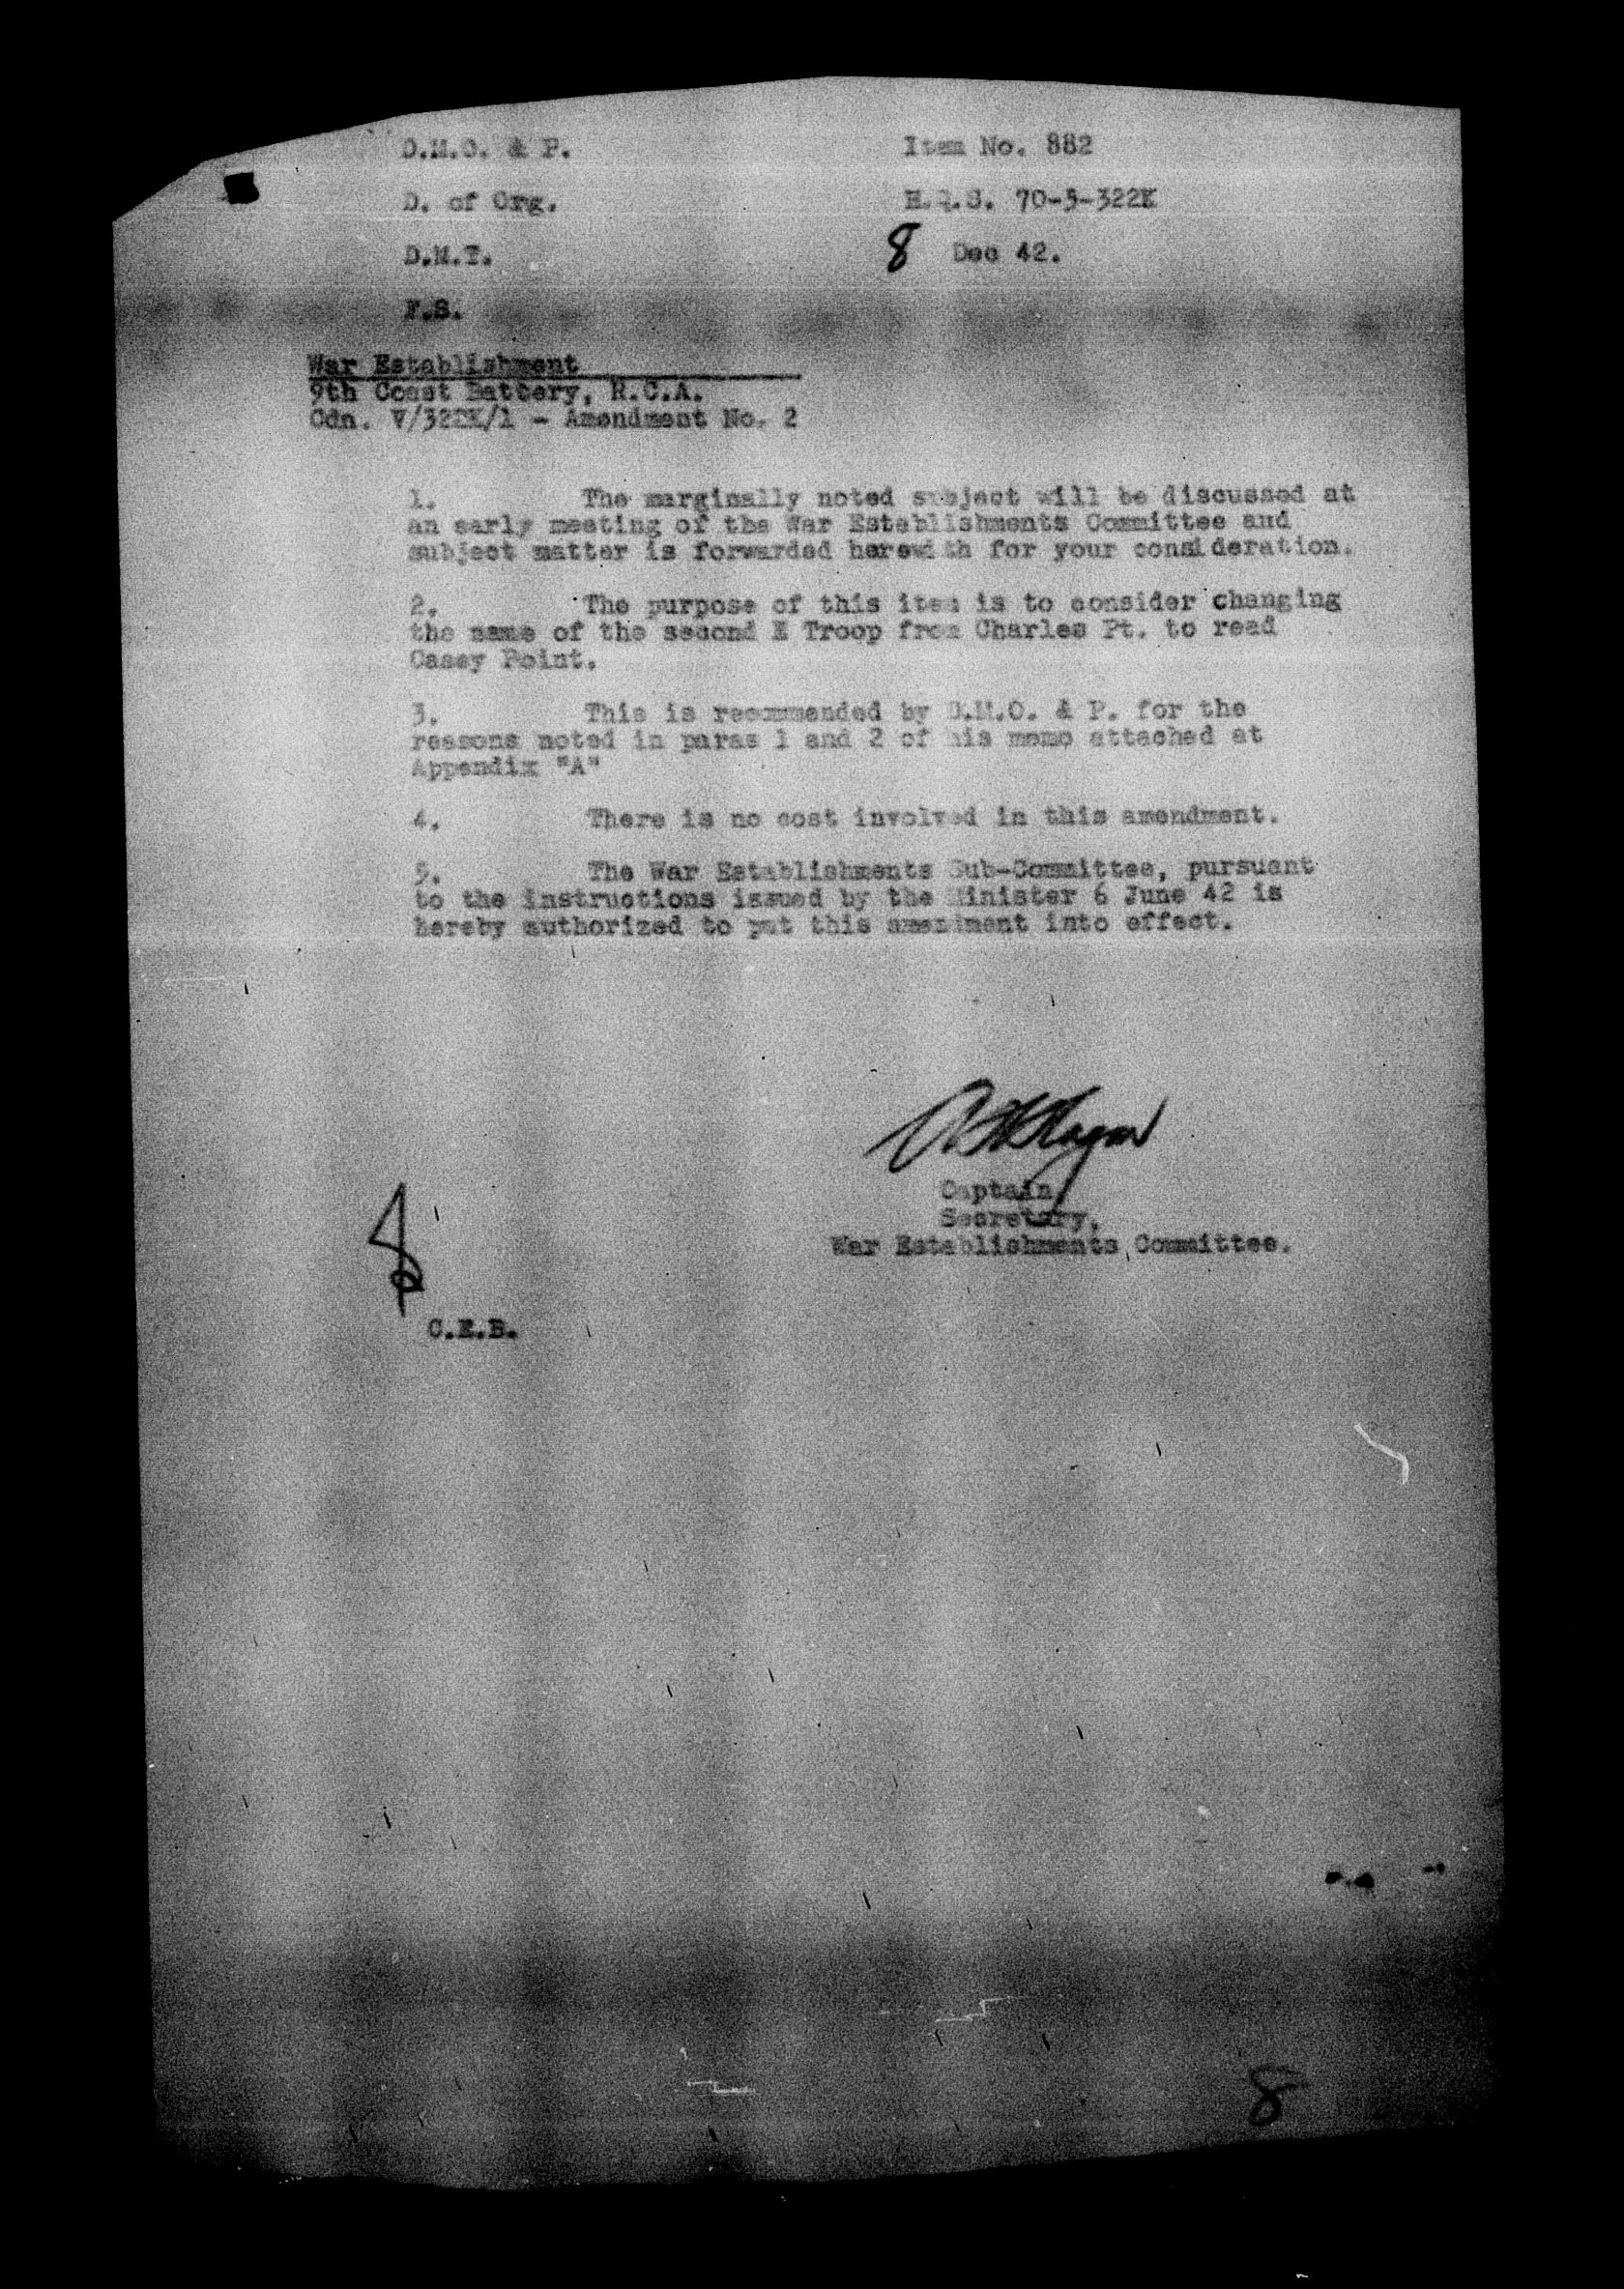 D.M.O. & P.
Item No. 882
D. of Org.
H.Q.S. 70-5-322K
D.M.T.
8 Dec 42.
F.S.
War Establishment
9th Coast Battery, R.C.A.
Cdn. V/322K/1 - Amendment No. 2
1. The marginally noted subject will be discussed at
an early meeting of the War Establishments Committee and
subject matter is forwarded herewith for your consideration.
2. The purpose of this item is to consider changing
the name of the second E Troop from Charles Pt. to read
Casey Point.
3. This is recommended by D.M.O. & P. for the
reasons noted in paras 1 and 2 of his memo attached at
Appendix "A"
4. There is no cost involved in this amendment.
5. The War Establishments Sub-Committee, pursuant
to the instructions issued by the Minister 6 June 42 is
hereby authorized to put this amendment into effect.
Captain,
Secretary,
War Establishments Committee.
C.E.B.
8